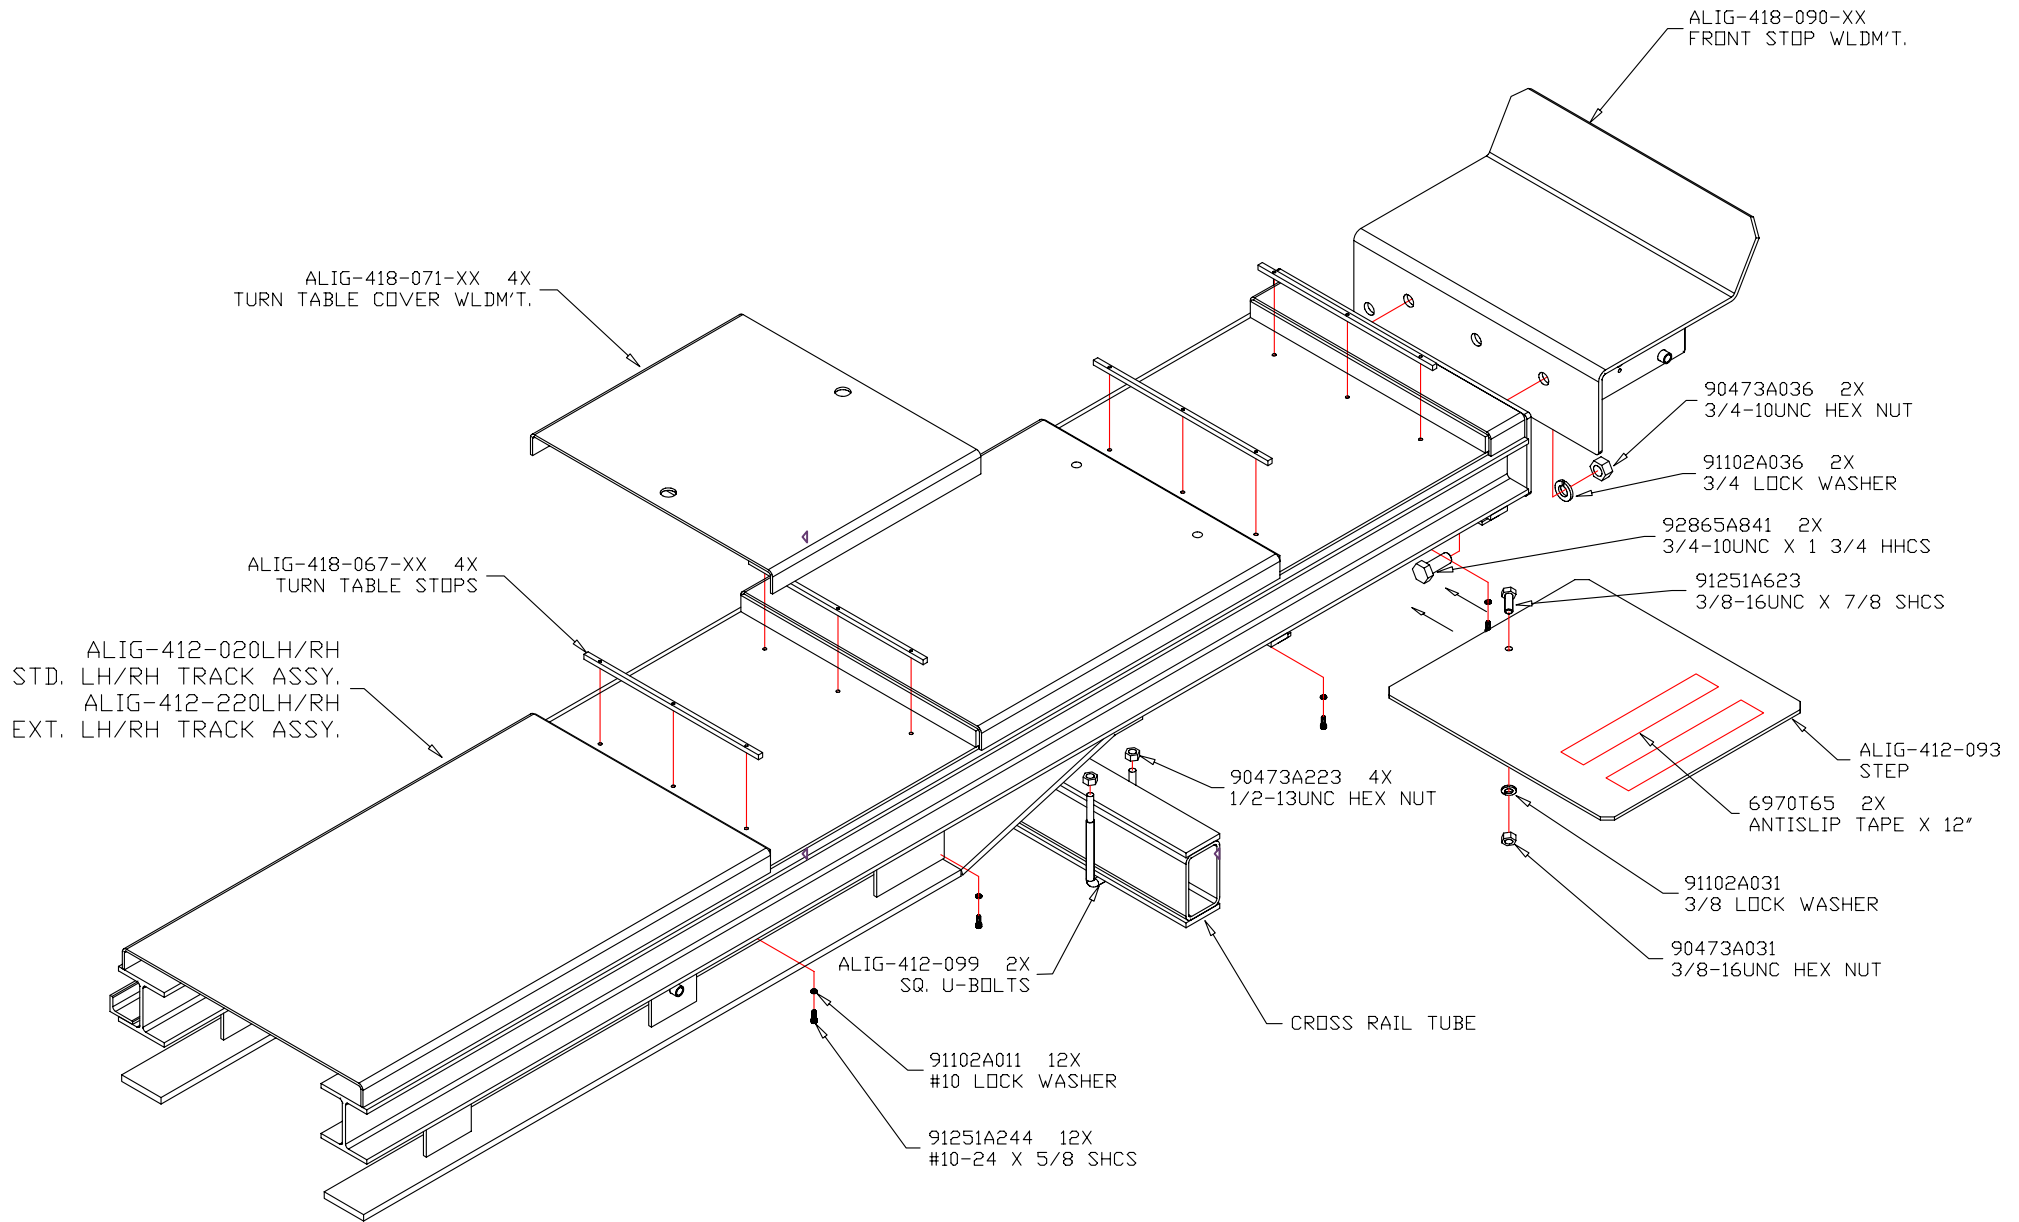 ALIG-418-090-XX
FRONT STOP WLDM'T.
ALIG-418-071-XX 4X
TURN TABLE COVER WLDM'T.
90473A036 2X
3/4-10UNC HEX NUT
91102A036 2X
3/4 LOCK WASHER
92865A841 2X
3/4-10UNC X 1 3/4 HHCS
ALIG-418-067-XX 4X
TURN TABLE STOPS
91251A623
3/8-16UNC X 7/8 SHCS
ALIG-412-020LH/RH
STD. LH/RH TRACK ASSY.
ALIG-412-220LH/RH
EXT. LH/RH TRACK ASSY.
ALIG-412-093
STEP
90473A223 4X
1/2-13UNC HEX NUT
6970T65 2X
ANTISLIP TAPE X 12"
91102A031
3/8 LOCK WASHER
90473A031
3/8-16UNC HEX NUT
ALIG-412-099 2X
SQ. U-BOLTS
CROSS RAIL TUBE
91102A011 12X
#10 LOCK WASHER
91251A244 12X
#10-24 X 5/8 SHCS